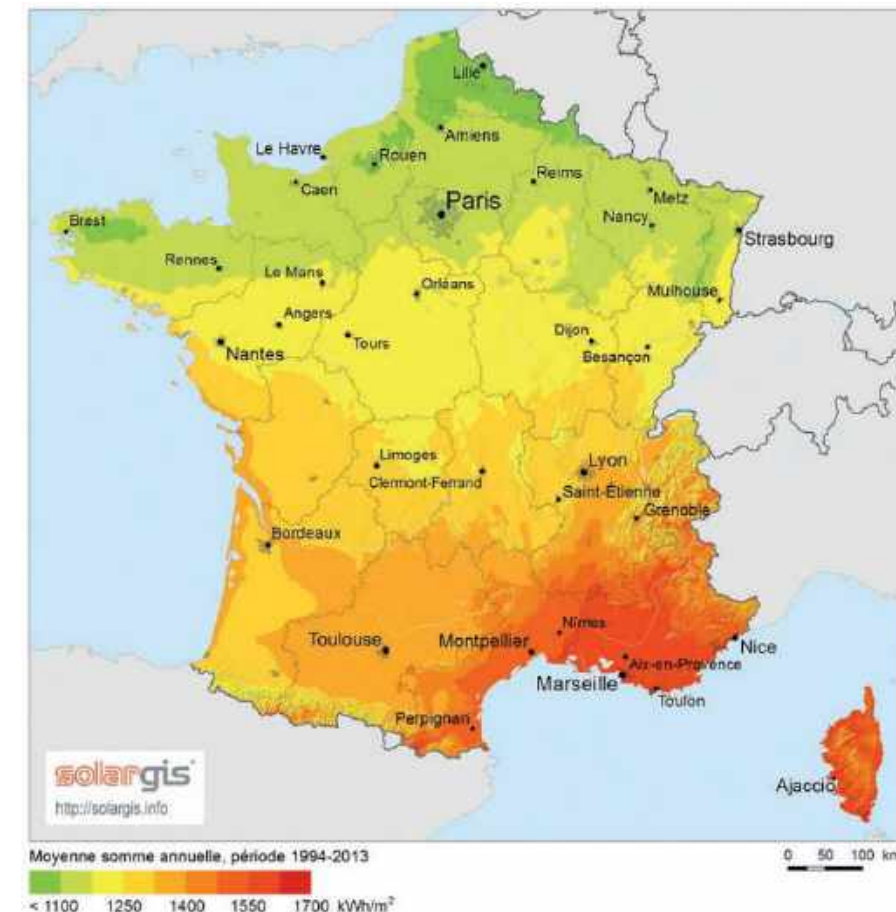 Lille
Amiens
Le Havre
Rouen
Caen
Reims
Metz
Paris
Nancy
Brest
Strasbourg
Rennes
Le Mans
Orléans
Mulhouse
Angers
Dijon
Nantes
Tours
Besançon
Limoges
Lyon
Clermont-Ferrand
Saint-Étienne
Grenoble
Bordeaux
Nîmes
Toulouse
Montpellier
Nice
Aix-en-Provence
Marseille
Toulon
Perpignan
solargis
http://solargis.info
Ajaccio
Moyenne somme annuelle, période 1994-2013
0 50 100 km
< 1100 1250 1400 1550 1700 kWh/m²